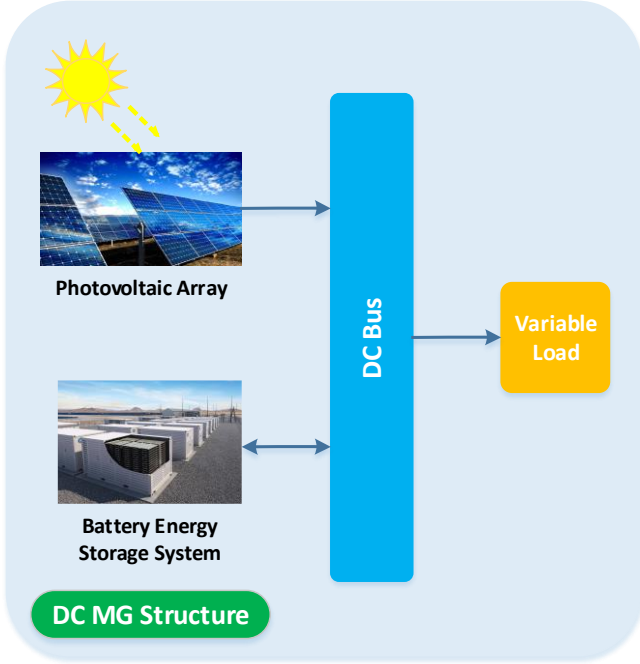 Photovoltaic Array
DC Bus
Variable
Load
Battery Energy
Storage System
DC MG Structure